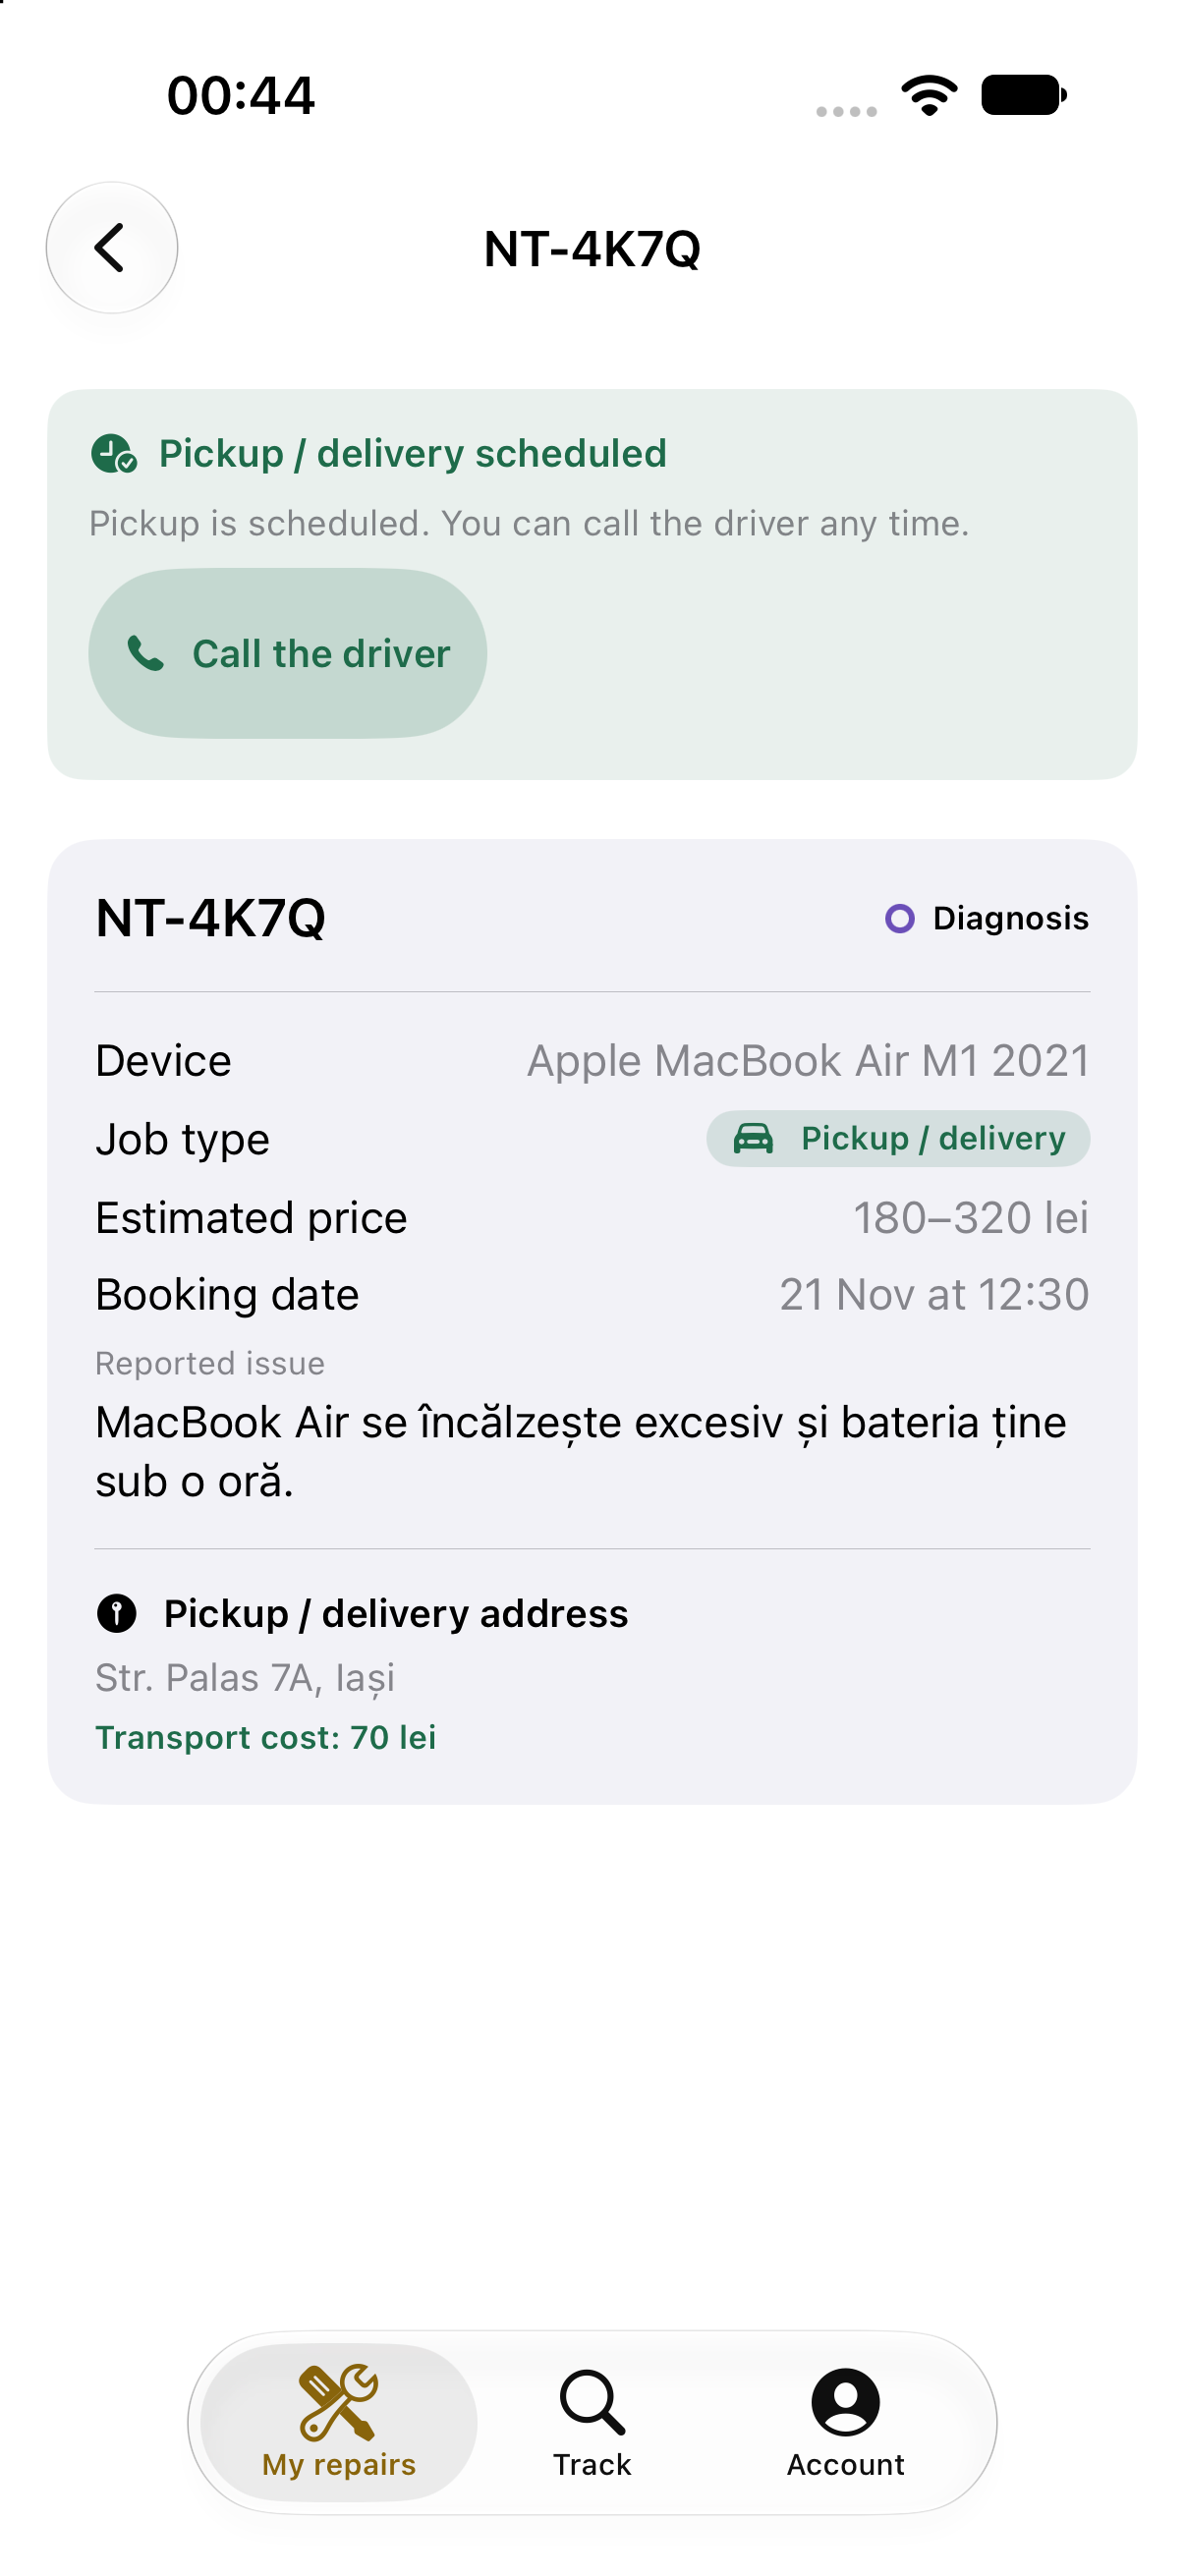 00:44
NT-4K7Q
Pickup / delivery scheduled
Pickup is scheduled. You can call the driver any time.
Call the driver
NT-4K7Q
Diagnosis
Device
Apple MacBook Air M1 2021
Job type
Pickup / delivery
Estimated price
180–320 lei
Booking date
21 Nov at 12:30
Reported issue
MacBook Air se încălzește excesiv și bateria ține
sub o oră.
Pickup / delivery address
Str. Palas 7A, Iași
Transport cost: 70 lei
My repairs
Track
Account